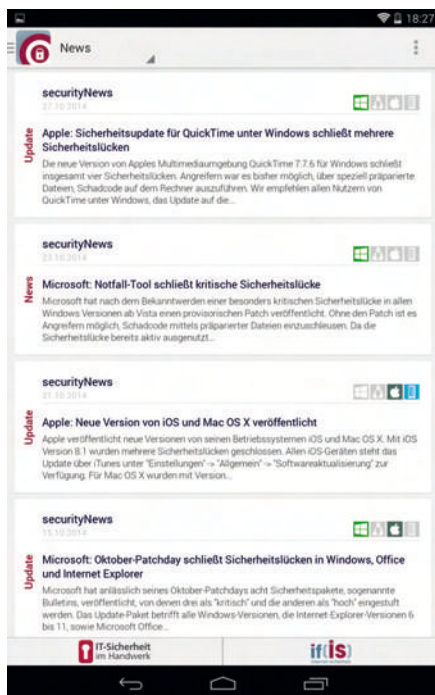 18:27
News
securityNews
27.10.2014
Update
Apple: Sicherheitsupdate für QuickTime unter Windows schließt mehrere
Sicherheitslücken
Die neue Version von Apples Multimediaumgebung QuickTime 7.7.6 für Windows schließt
insgesamt vier Sicherheitslücken. Angreifern war es bisher möglich, über speziell präparierte
Dateien, Schadcode auf dem Rechner auszuführen. Wir empfehlen allen Nutzern von
QuickTime unter Windows, das Update auf die...
securityNews
23.10.2014
News
Microsoft: Notfall-Tool schließt kritische Sicherheitslücke
Microsoft hat nach dem Bekanntwerden einer besonders kritischen Sicherheitslücke in allen
Windows Versionen ab Vista einen provisorischen Patch veröffentlicht. Ohne den Patch ist es
Angreifern möglich, Schadcode mittels präparierter Dateien einzuschleusen. Da die
Sicherheitslücke bereits aktiv ausgenutzt...
securityNews
21.10.2014
Update
Apple: Neue Version von iOS und Mac OS X veröffentlicht
Apple veröffentlicht neue Versionen von seinen Betriebssystemen iOS und Mac OS X. Mit iOS
Version 8.1 wurden mehrere Sicherheitslücken geschlossen. Allen iOS-Geräten steht das
Update über iTunes unter "Einstellungen" -> "Allgemein" -> "Softwareaktualisierung" zur
Verfügung. Für Mac OS X wurden mit Version...
securityNews
Update
Microsoft: Oktober-Patchday schließt Sicherheitslücken in Windows, Office
und Internet Explorer
Microsoft hat anlässlich seines Oktober-Patchdays acht Sicherheitspakete, sogenannte
Bulletins, veröffentlicht, von denen drei als "kritisch" und die anderen als "hoch" eingestuft
werden. Das Update-Paket betrifft alle Windows-Versionen, die Internet-Explorer-Versionen 6
bis 11, sowie Microsoft Office...
IT-Sicherheit
im Handwerk
if(is)
internet-sicherheit.